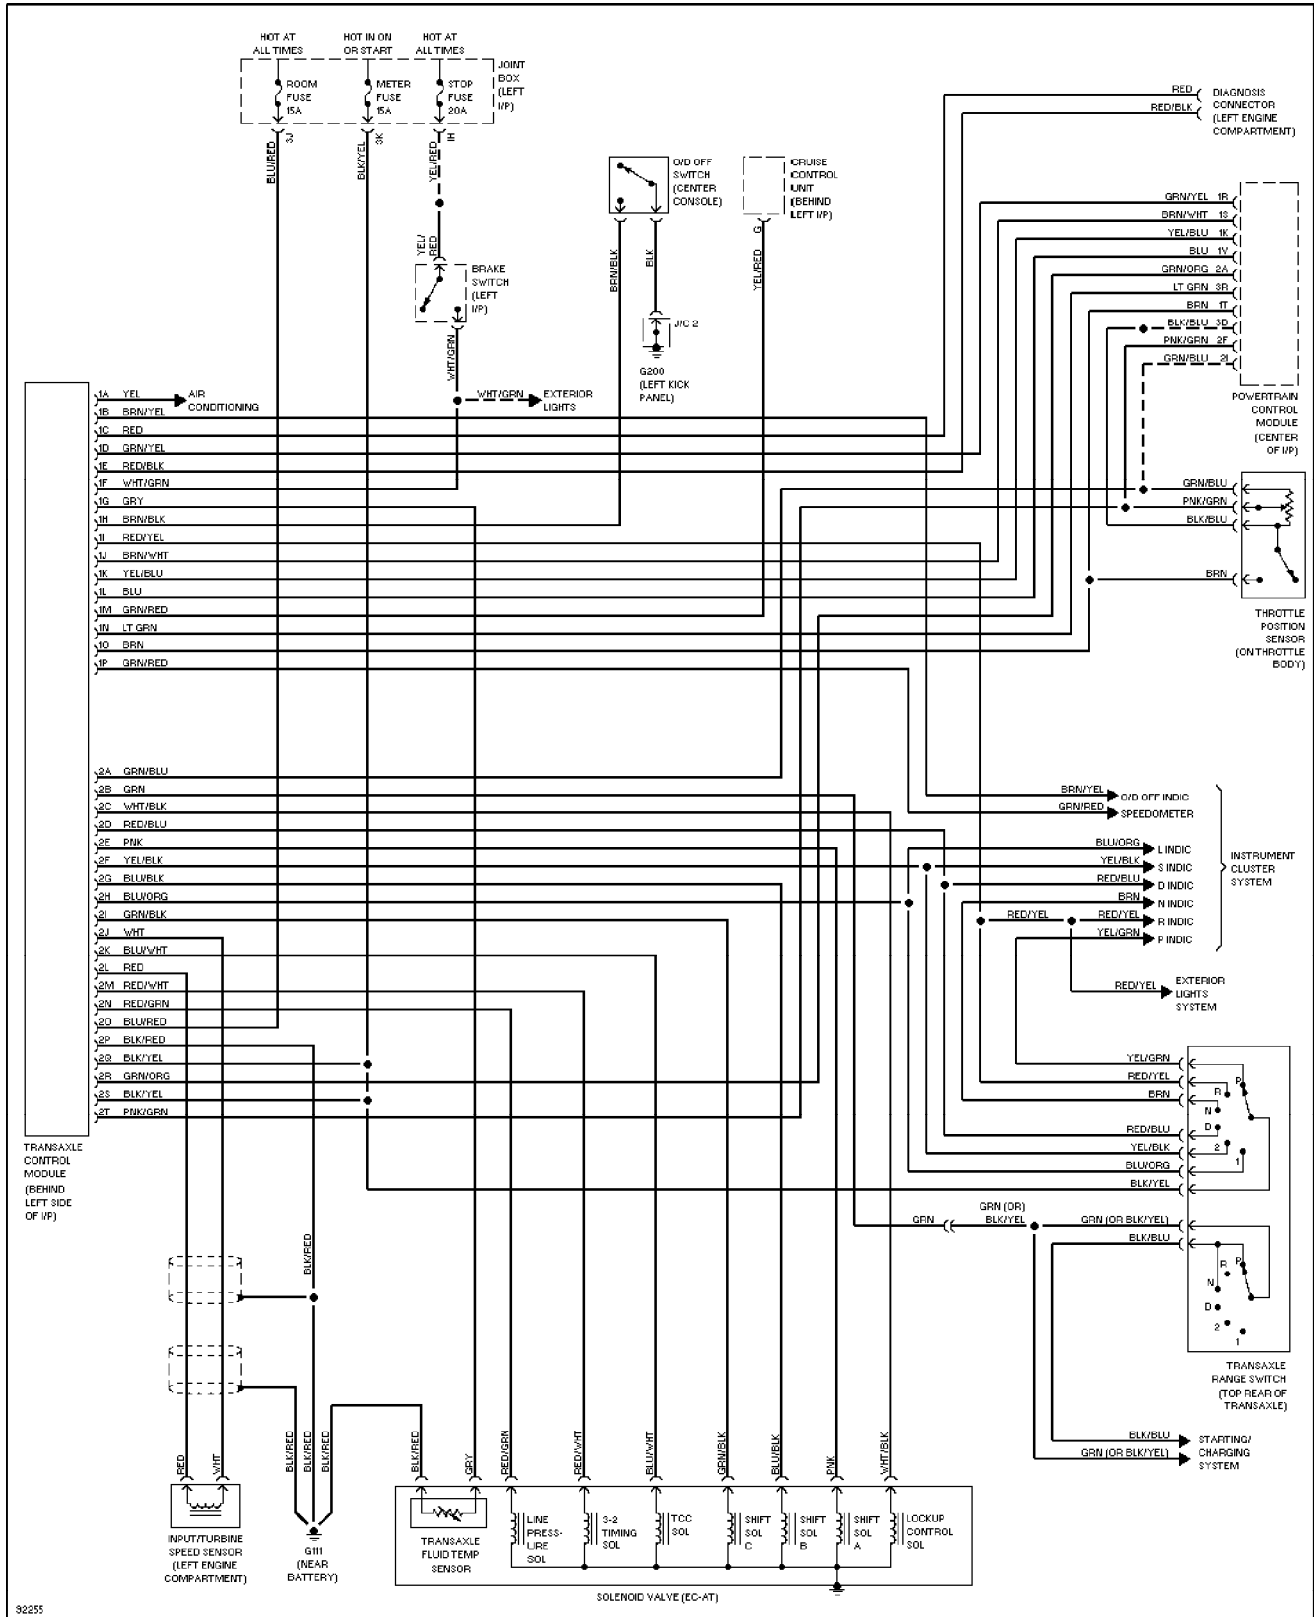 HOT AT
ALL TIMES
HOT IN ON
OR START
HOT AT
ALL TIMES
ROOM
FUSE
15A
METER
FUSE
15A
STOP
FUSE
20A
JOINT
BOX
(LEFT
I/P)
3J
3K
1H
BLU/RED
BLK/YEL
YEL/RED
YEL/
RED
BRAKE
SWITCH
(LEFT
I/P)
WHT/GRN
WHT/GRN
EXTERIOR
LIGHTS
O/D OFF
SWITCH
(CENTER
CONSOLE)
BRN/BLK
BLK
J/C 2
G200
(LEFT KICK
PANEL)
CRUISE
CONTROL
UNIT
(BEHIND
LEFT I/P)
G
YEL/RED
RED
RED/BLK
DIAGNOSIS
CONNECTOR
(LEFT ENGINE
COMPARTMENT)
GRN/YEL 1R
BRN/WHT 1S
YEL/BLU 1K
BLU 1V
GRN/ORG 2A
LT GRN 3R
BRN 1T
BLK/BLU 3D
PNK/GRN 2F
GRN/BLU 2I
POWERTRAIN
CONTROL
MODULE
(CENTER
OF I/P)
GRN/BLU
PNK/GRN
BLK/BLU
BRN
THROTTLE
POSITION
SENSOR
(ON THROTTLE
BODY)
1A YEL
AIR
CONDITIONING
1B BRN/YEL
1C RED
1D GRN/YEL
1E RED/BLK
1F WHT/GRN
1G GRY
1H BRN/BLK
1I RED/YEL
1J BRN/WHT
1K YEL/BLU
1L BLU
1M GRN/RED
1N LT GRN
1O BRN
1P GRN/RED
2A GRN/BLU
2B GRN
2C WHT/BLK
2D RED/BLU
2E PNK
2F YEL/BLK
2G BLU/BLK
2H BLU/ORG
2I GRN/BLK
2J WHT
2K BLU/WHT
2L RED
2M RED/WHT
2N RED/GRN
2O BLU/RED
2P BLK/RED
2Q BLK/YEL
2R GRN/ORG
2S BLK/YEL
2T PNK/GRN
TRANSAXLE
CONTROL
MODULE
(BEHIND
LEFT SIDE
OF I/P)
BRN/YEL
O/D OFF INDIC
GRN/RED
SPEEDOMETER
BLU/ORG
L INDIC
YEL/BLK
S INDIC
RED/BLU
D INDIC
BRN
N INDIC
RED/YEL
RED/YEL
R INDIC
YEL/GRN
P INDIC
INSTRUMENT
CLUSTER
SYSTEM
RED/YEL
EXTERIOR
LIGHTS
SYSTEM
YEL/GRN
RED/YEL
BRN
RED/BLU
YEL/BLK
BLU/ORG
BLK/YEL
P
R
N
D
2
1
GRN
GRN (OR)
BLK/YEL
GRN (OR BLK/YEL)
BLK/BLU
P
R
N
D
2
1
TRANSAXLE
RANGE SWITCH
(TOP REAR OF
TRANSAXLE)
BLK/BLU
GRN (OR BLK/YEL)
STARTING/
CHARGING
SYSTEM
BLK/RED
RED
WHT
BLK/RED
BLK/RED
BLK/RED
BLK/RED
GRY
RED/GRN
RED/WHT
BLU/WHT
GRN/BLK
BLU/BLK
PNK
WHT/BLK
INPUT/TURBINE
SPEED SENSOR
(LEFT ENGINE
COMPARTMENT)
G111
(NEAR
BATTERY)
TRANSAXLE
FLUID TEMP
SENSOR
LINE
PRESS-
URE
SOL
3-2
TIMING
SOL
TCC
SOL
SHIFT
SOL
C
SHIFT
SOL
B
SHIFT
SOL
A
LOCKUP
CONTROL
SOL
SOLENOID VALVE (EC-AT)
92255